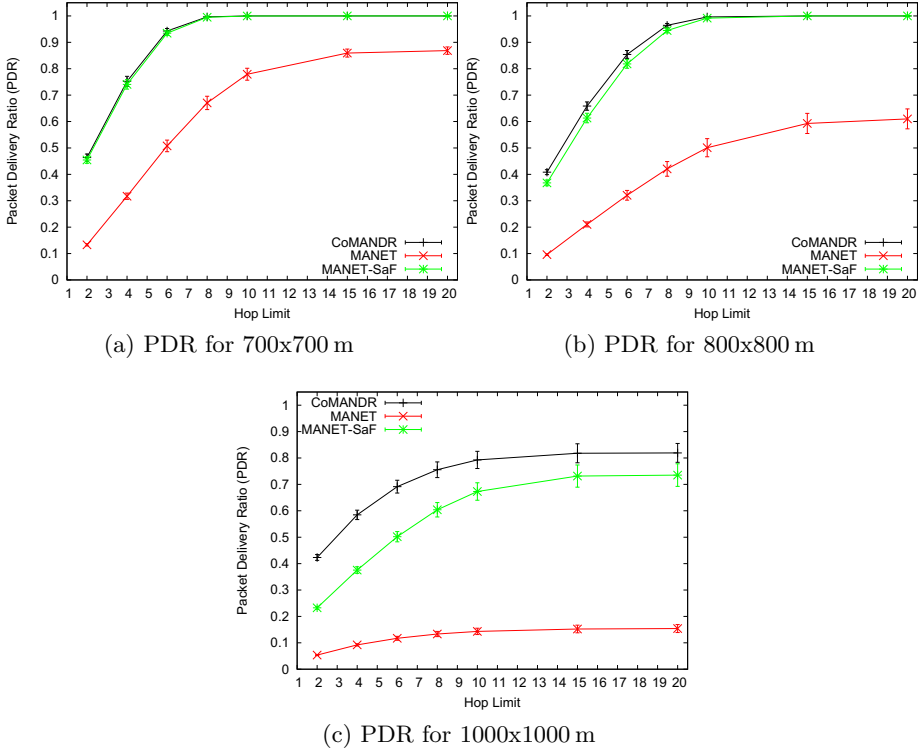 1
0.9
0.8
0.7
0.6
0.5
0.4
0.3
0.2
0.1
0
Packet Delivery Ratio (PDR)
CoMANDR
MANET
MANET-SaF
1 2 3 4 5 6 7 8 9 10 11 12 13 14 15 16 17 18 19 20
Hop Limit
(a) PDR for 700x700 m
1
0.9
0.8
0.7
0.6
0.5
0.4
0.3
0.2
0.1
0
Packet Delivery Ratio (PDR)
CoMANDR
MANET
MANET-SaF
1 2 3 4 5 6 7 8 9 10 11 12 13 14 15 16 17 18 19 20
Hop Limit
(b) PDR for 800x800 m
1
0.9
0.8
0.7
0.6
0.5
0.4
0.3
0.2
0.1
0
Packet Delivery Ratio (PDR)
CoMANDR
MANET
MANET-SaF
1 2 3 4 5 6 7 8 9 10 11 12 13 14 15 16 17 18 19 20
Hop Limit
(c) PDR for 1000x1000 m